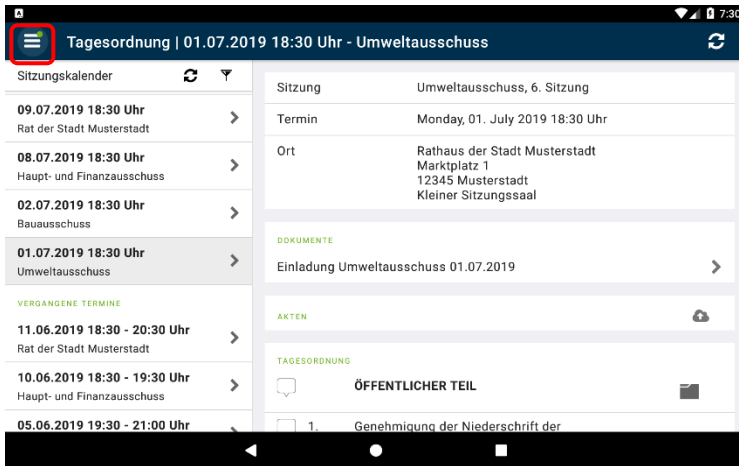 7:30
Tagesordnung | 01.07.2019 18:30 Uhr - Umweltausschuss
Sitzungskalender
09.07.2019 18:30 Uhr
Rat der Stadt Musterstadt
08.07.2019 18:30 Uhr
Haupt- und Finanzausschuss
02.07.2019 18:30 Uhr
Bauausschuss
01.07.2019 18:30 Uhr
Umweltausschuss
VERGANGENE TERMINE
11.06.2019 18:30 - 20:30 Uhr
Rat der Stadt Musterstadt
10.06.2019 18:30 - 19:30 Uhr
Haupt- und Finanzausschuss
05.06.2019 19:30 - 21:00 Uhr
Sitzung Umweltausschuss, 6. Sitzung
Termin Monday, 01. July 2019 18:30 Uhr
Ort Rathaus der Stadt Musterstadt
Marktplatz 1
12345 Musterstadt
Kleiner Sitzungssaal
DOKUMENTE
Einladung Umweltausschuss 01.07.2019
AKTEN
TAGESORDNUNG
ÖFFENTLICHER TEIL
1. Genehmigung der Niederschrift der